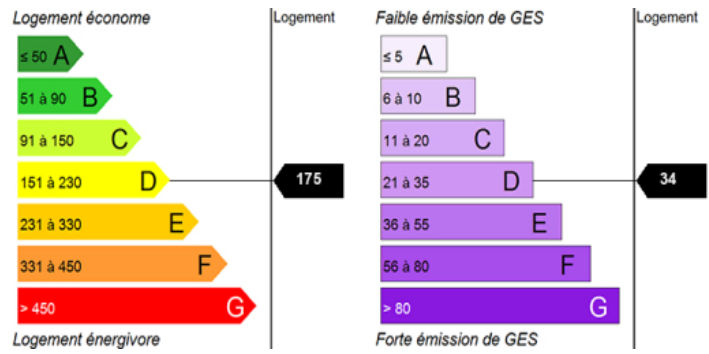 Logement économe Logement
≤ 50 A
51 à 90 B
91 à 150 C
151 à 230 D 175
231 à 330 E
331 à 450 F
> 450 G
Logement énergivore
Faible émission de GES Logement
≤ 5 A
6 à 10 B
11 à 20 C
21 à 35 D 34
36 à 55 E
56 à 80 F
> 80 G
Forte émission de GES